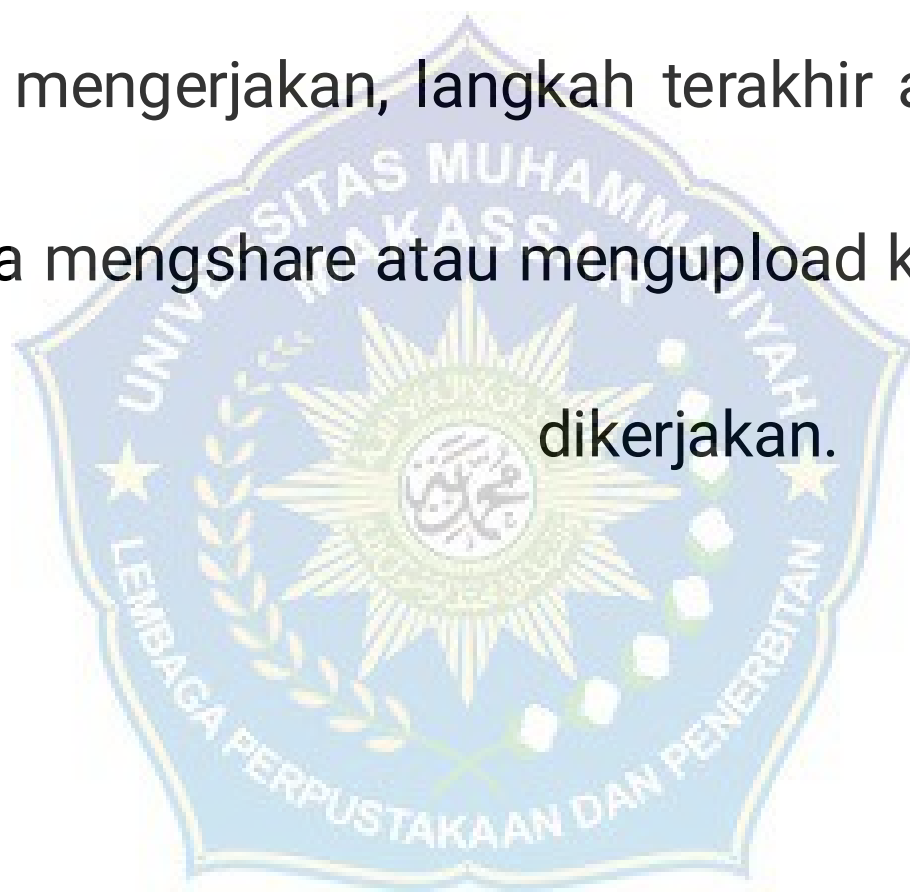 mengerjakan, langkah terakhir
mengshare atau mengupload
dikerjakan.
UNIVERSITAS MUHAMMADIYAH
MAKASSAR
LEMBAGA PERPUSTAKAAN DAN PENERBITAN